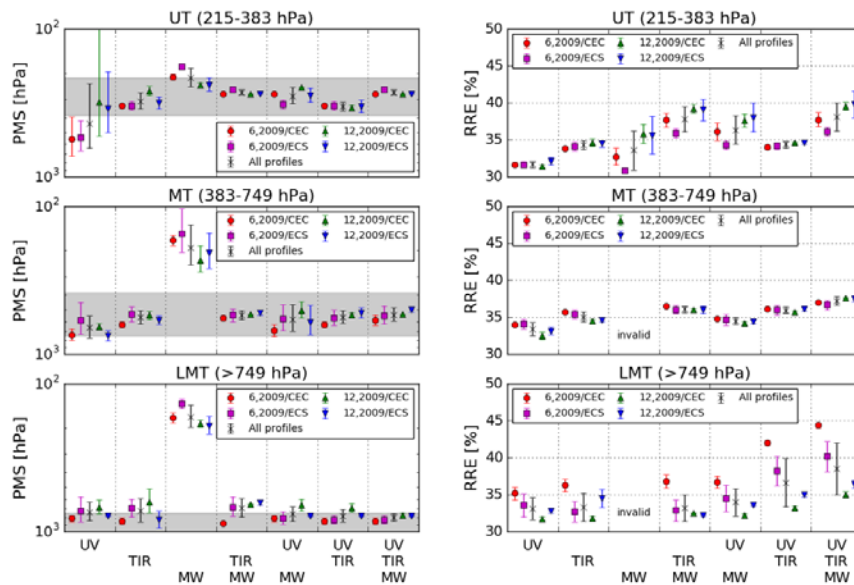 UT (215-383 hPa)
10²
PMS [hPa]
6,2009/CEC 12,2009/CEC
6,2009/ECS 12,2009/ECS
All profiles
10³
MT (383-749 hPa)
10²
PMS [hPa]
6,2009/CEC 12,2009/CEC
6,2009/ECS 12,2009/ECS
All profiles
10³
LMT (>749 hPa)
10²
PMS [hPa]
6,2009/CEC 12,2009/CEC
6,2009/ECS 12,2009/ECS
All profiles
10³
UV UV UV UV
TIR TIR TIR TIR
MW MW MW MW
UT (215-383 hPa)
50
6,2009/CEC 12,2009/CEC All profiles
6,2009/ECS 12,2009/ECS
45
RRE [%]
40
35
30
MT (383-749 hPa)
50
6,2009/CEC 12,2009/CEC All profiles
6,2009/ECS 12,2009/ECS
45
RRE [%]
40
35
invalid
30
LMT (>749 hPa)
50
6,2009/CEC 12,2009/CEC All profiles
6,2009/ECS 12,2009/ECS
45
RRE [%]
40
35
invalid
30
UV UV UV UV
TIR TIR TIR TIR
MW MW MW MW